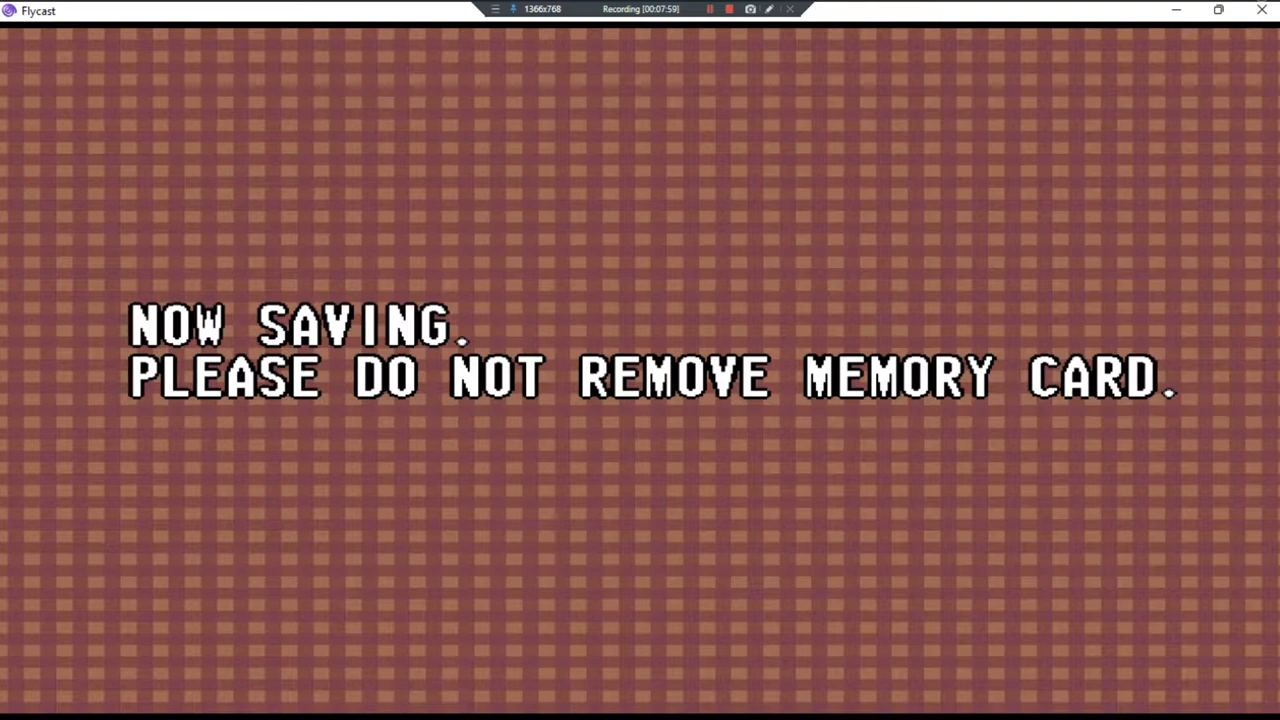 Flycast
1366x768
Recording [00:07:59]
NOW SAVING.
PLEASE DO NOT REMOVE MEMORY CARD.